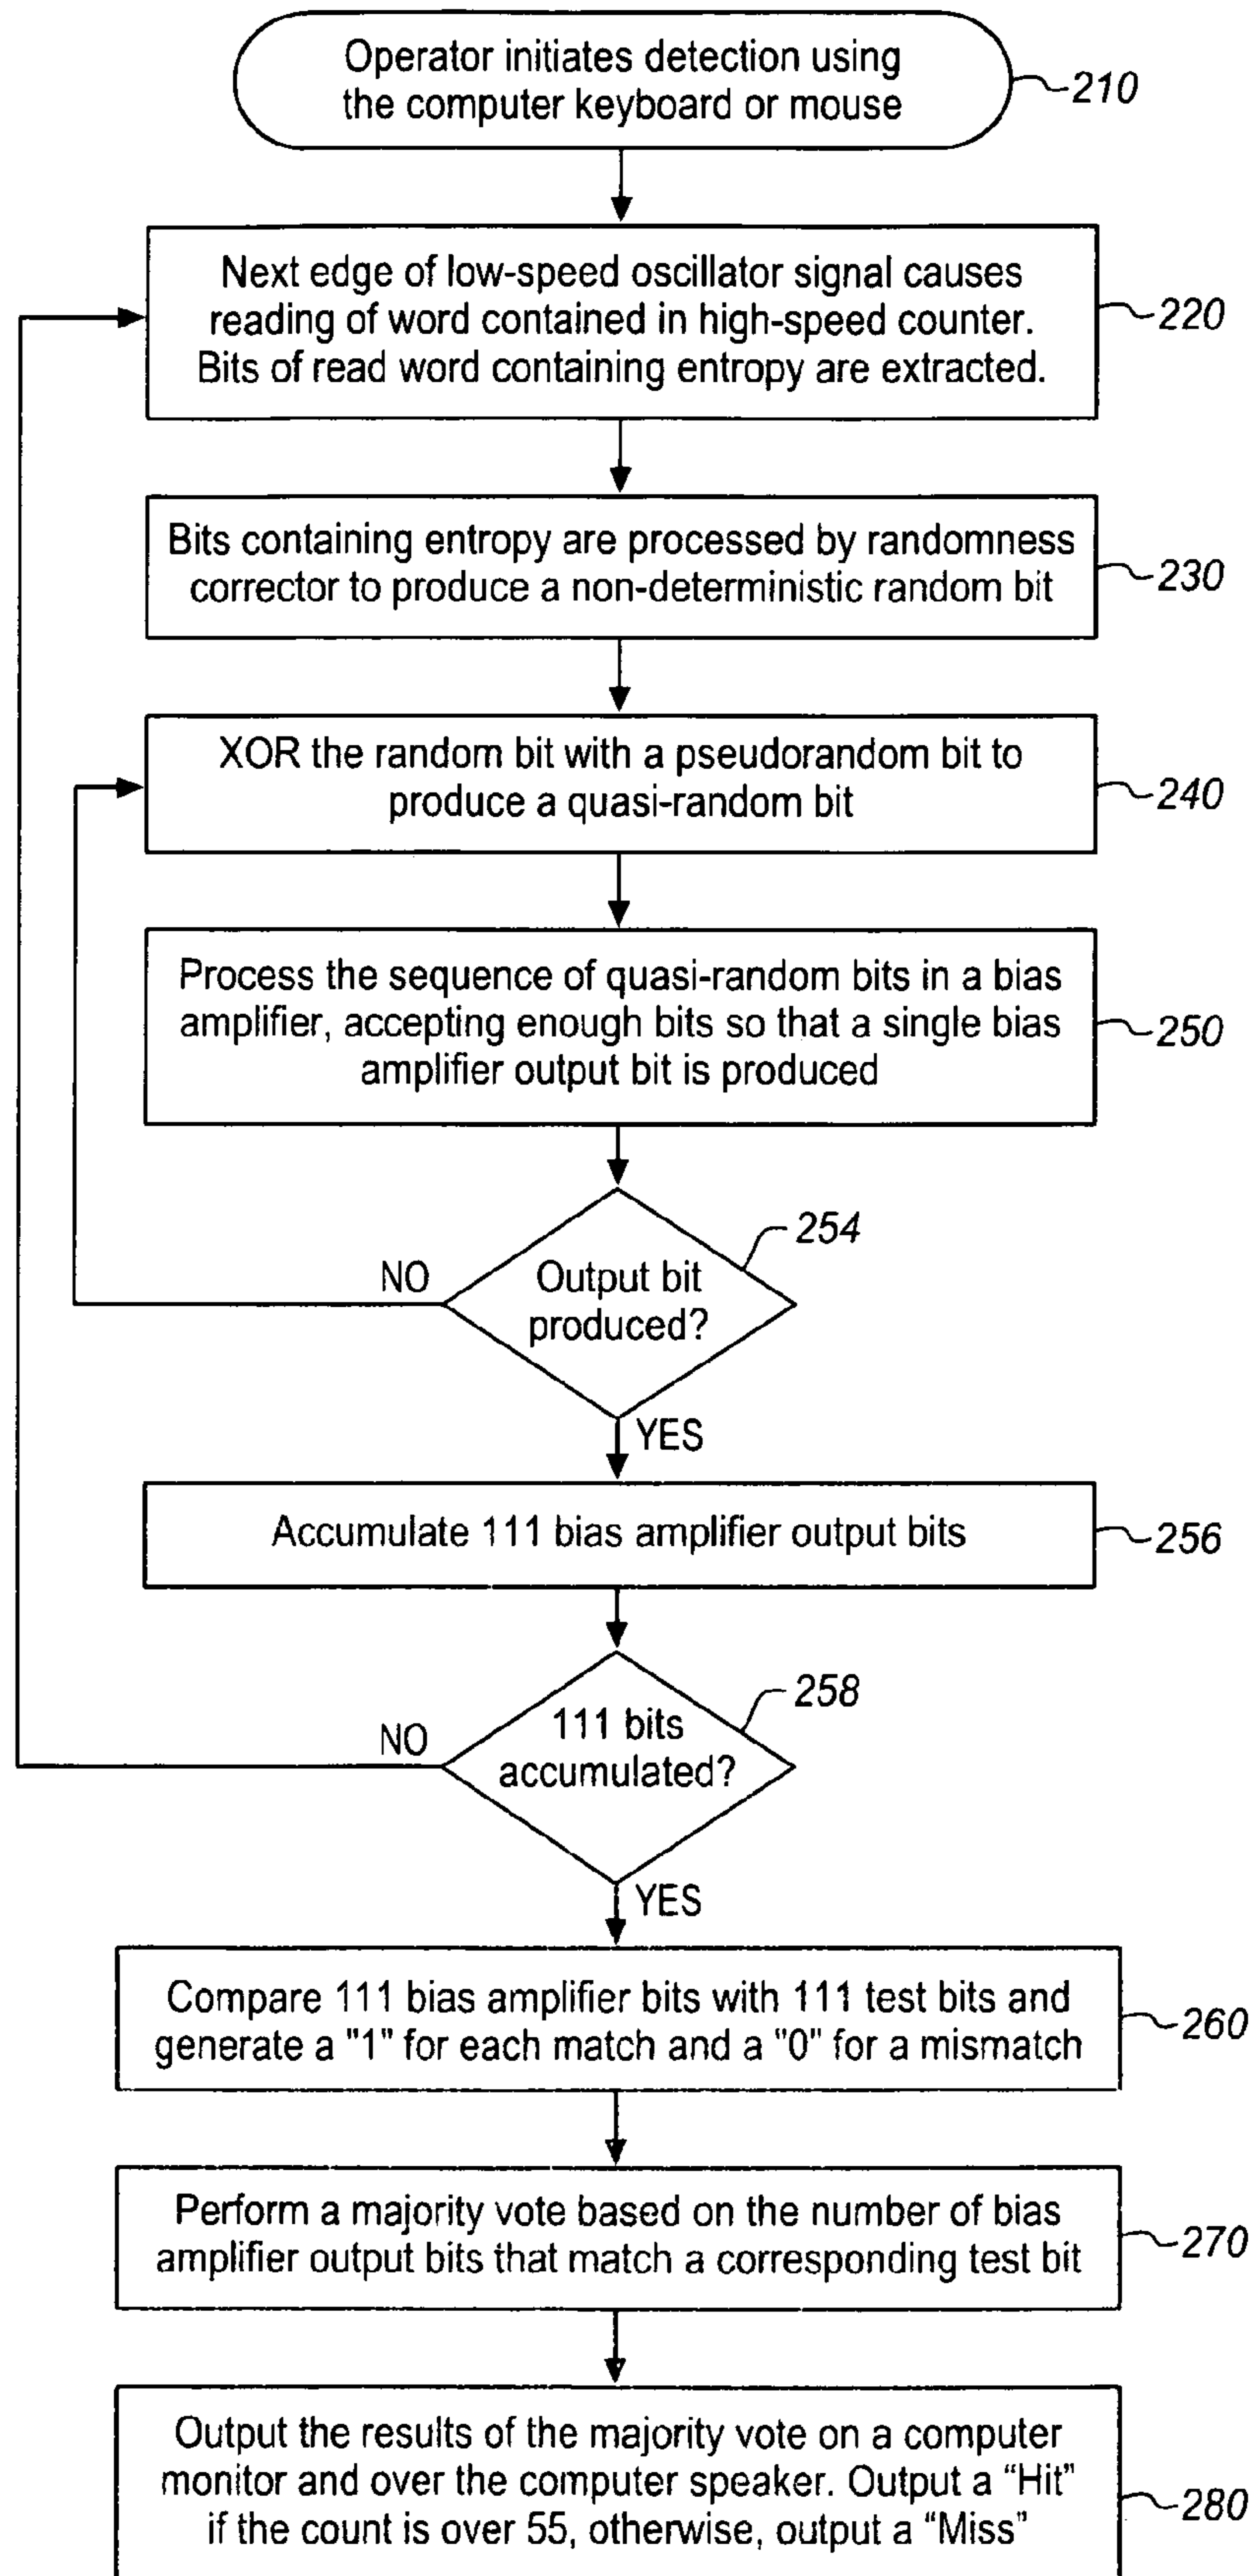 Operator initiates detection using
the computer keyboard or mouse
210
Next edge of low-speed oscillator signal causes
reading of word contained in high-speed counter.
Bits of read word containing entropy are extracted.
220
Bits containing entropy are processed by randomness
corrector to produce a non-deterministic random bit
230
XOR the random bit with a pseudorandom bit to
produce a quasi-random bit
240
Process the sequence of quasi-random bits in a bias
amplifier, accepting enough bits so that a single bias
amplifier output bit is produced
250
254
NO
Output bit
produced?
YES
Accumulate 111 bias amplifier output bits
256
258
NO
111 bits
accumulated?
YES
Compare 111 bias amplifier bits with 111 test bits and
generate a "1" for each match and a "0" for a mismatch
260
Perform a majority vote based on the number of bias
amplifier output bits that match a corresponding test bit
270
Output the results of the majority vote on a computer
monitor and over the computer speaker. Output a “Hit”
if the count is over 55, otherwise, output a “Miss”
280